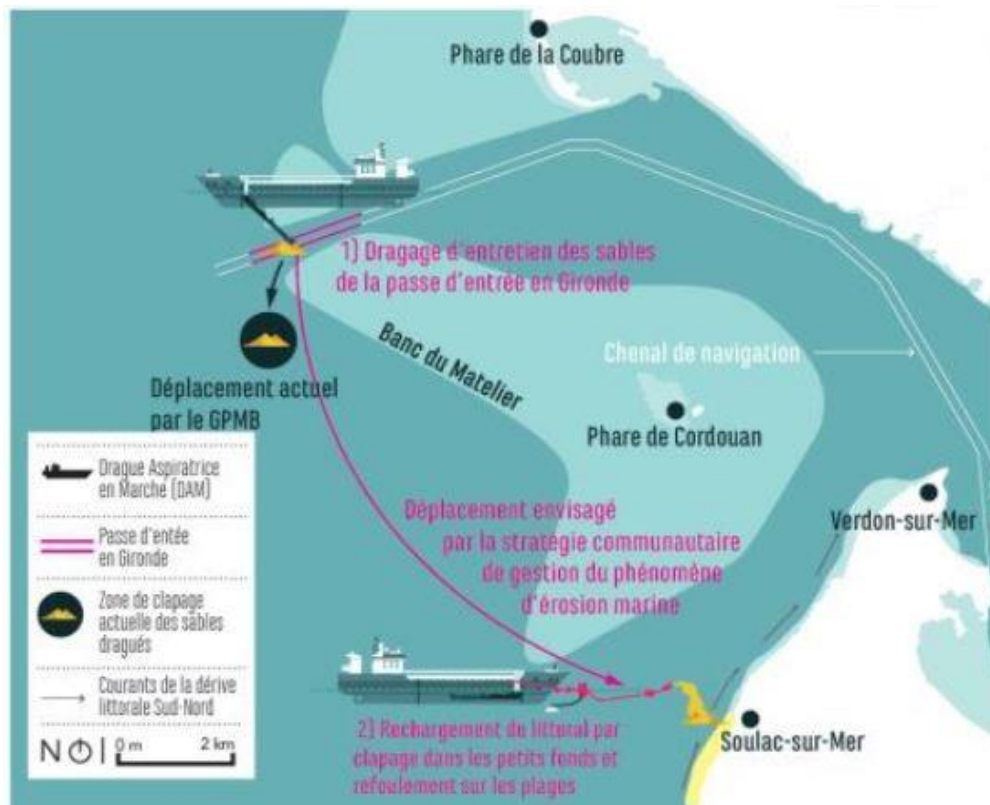 Phare de la Coubre
1) Dragage d'entretien des sables
de la passe d'entrée en Gironde
Banc du Matelier
Chenal de navigation
Déplacement actuel
par le GPMB
Phare de Cordouan
Verdon-sur-Mer
Déplacement envisagé
par la stratégie communautaire
de gestion du phénomène
d'érosion marine
Drague Aspiratrice
en Marche (DAM)
Passe d'entée
en Gironde
Zone de clapage
actuelle des sables
dragués
Courants de la dérive
littorale Sud-Nord
N 0 m 2 km
2) Rechargement du littoral par
clapage dans les petits fonds et
refoulement sur les plages
Soulac-sur-Mer